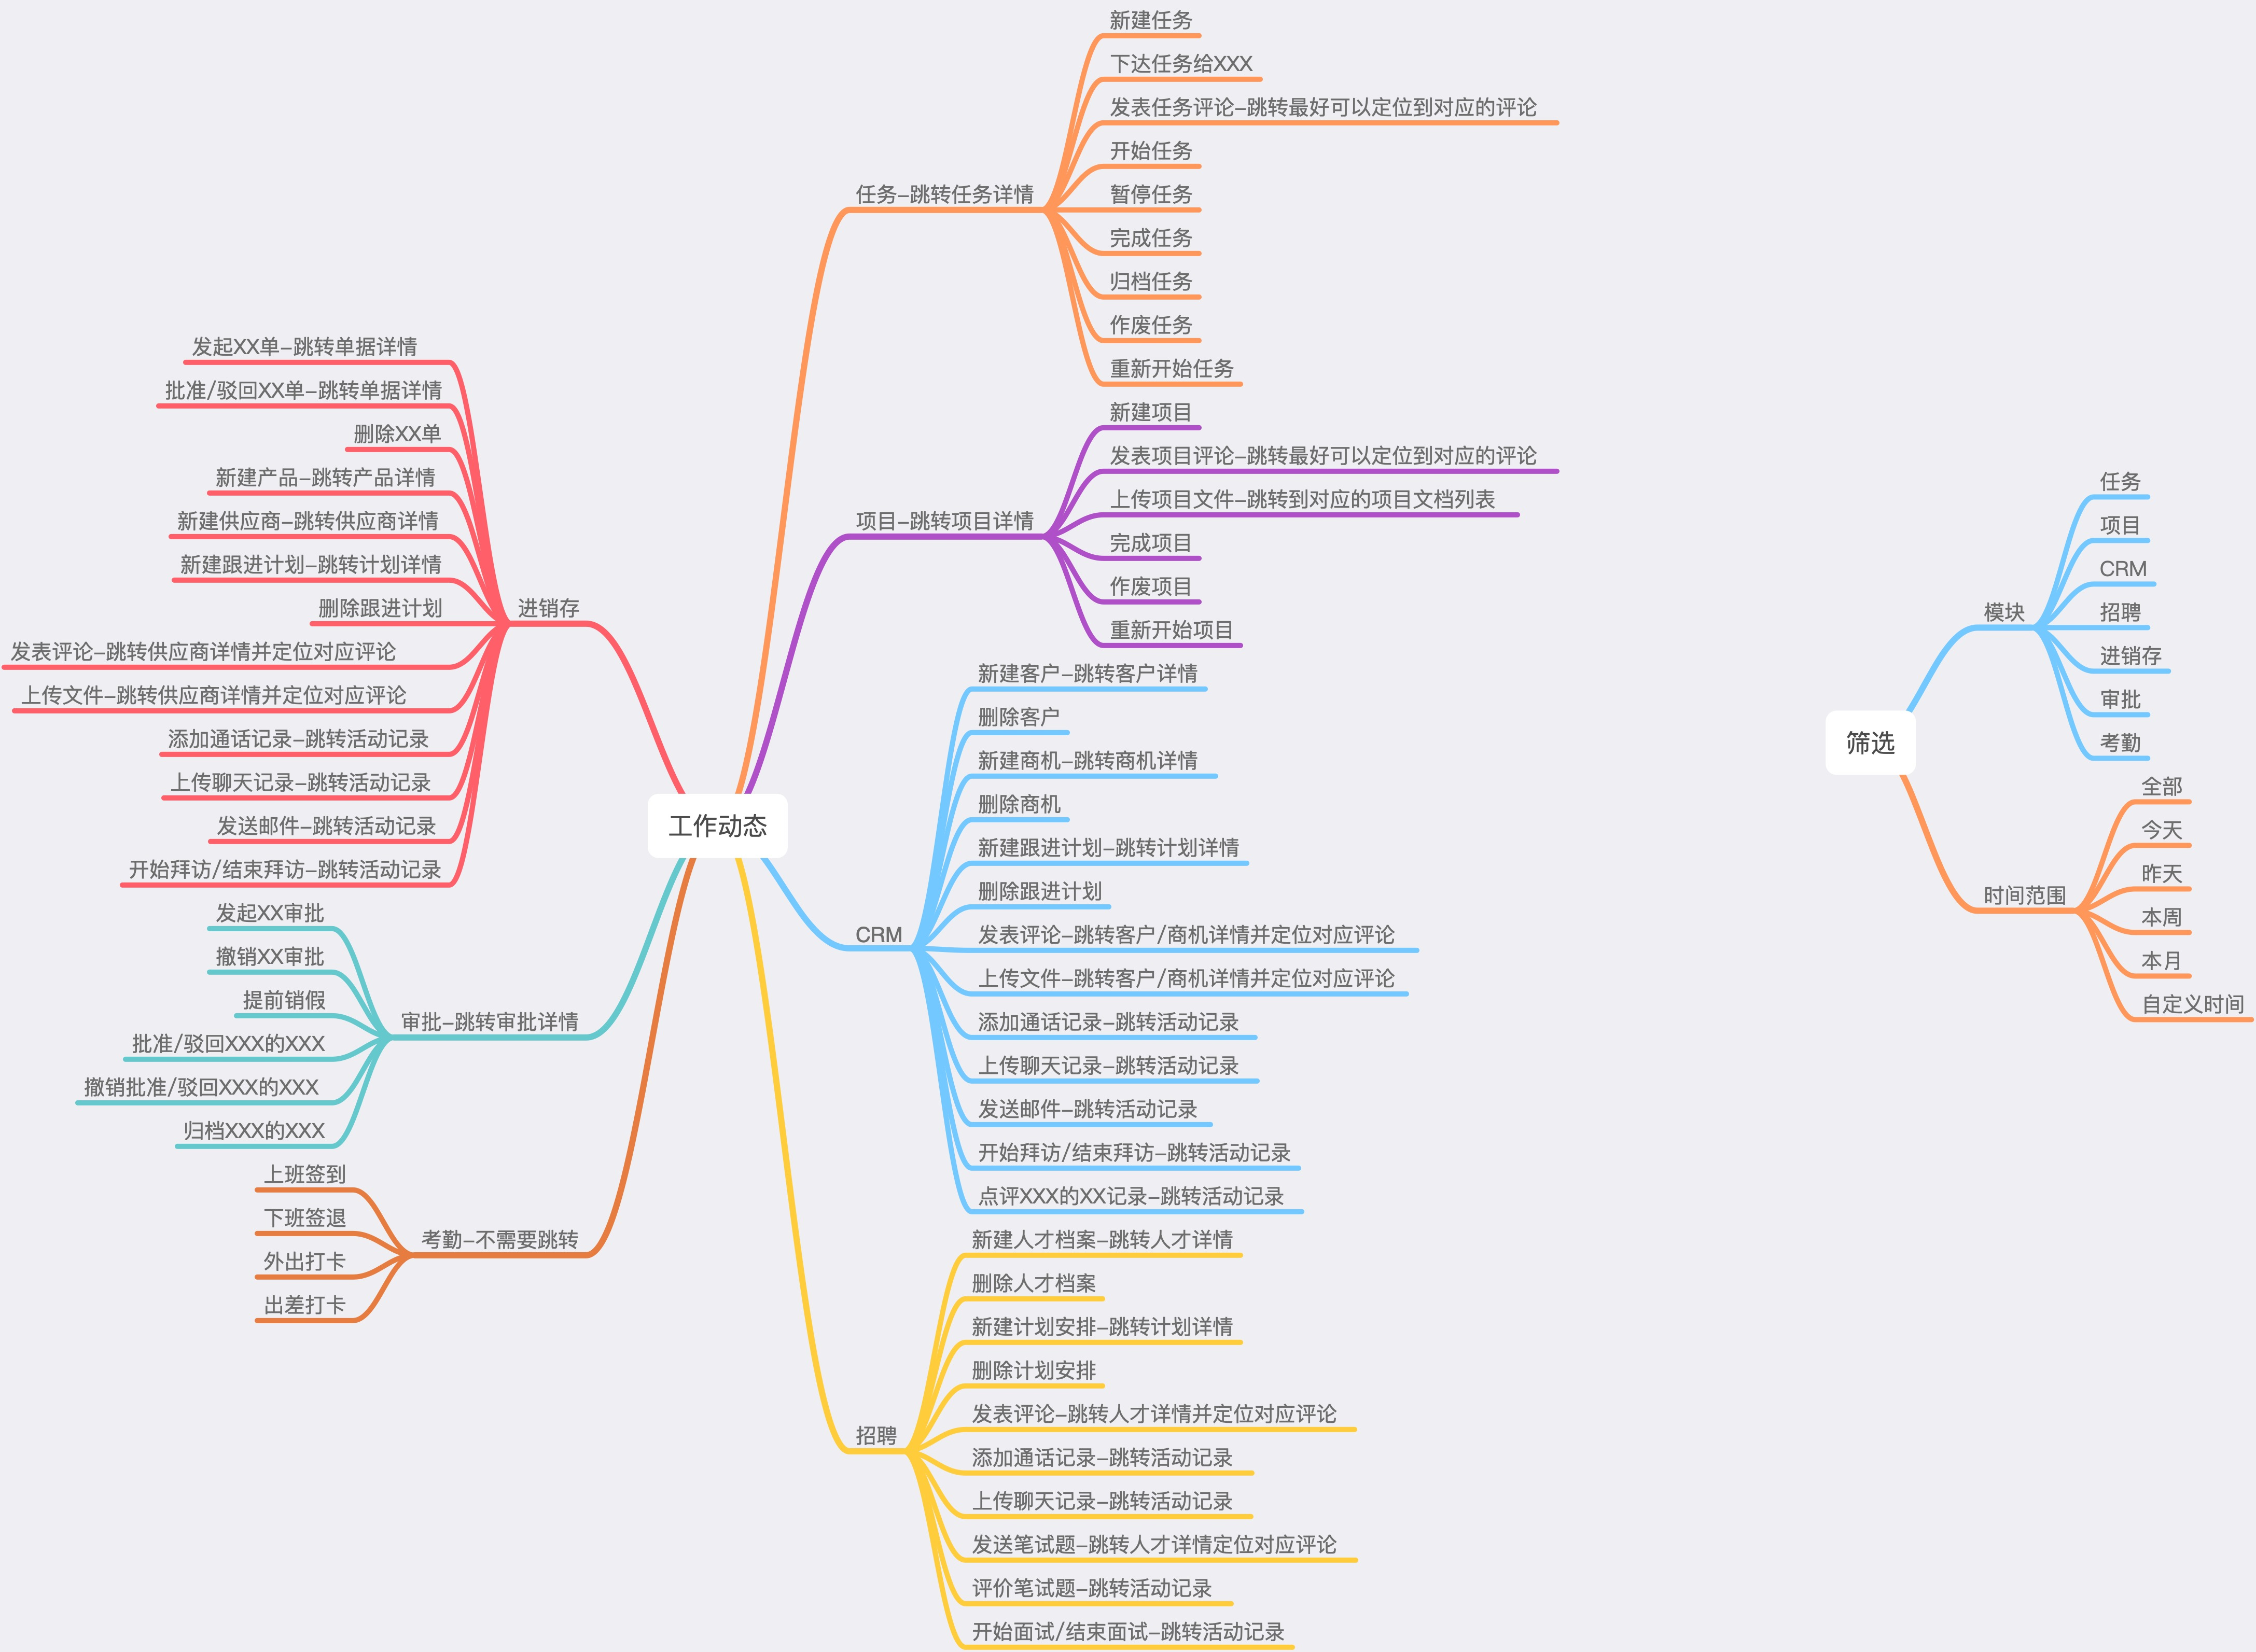 工作动态
任务-跳转任务详情
新建任务
下达任务给XXX
发表任务评论-跳转最好可以定位到对应的评论
开始任务
暂停任务
完成任务
归档任务
作废任务
重新开始任务
项目-跳转项目详情
新建项目
发表项目评论-跳转最好可以定位到对应的评论
上传项目文件-跳转到对应的项目文档列表
完成项目
作废项目
重新开始项目
CRM
新建客户-跳转客户详情
删除客户
新建商机-跳转商机详情
删除商机
新建跟进计划-跳转计划详情
删除跟进计划
发表评论-跳转客户/商机详情并定位对应评论
上传文件-跳转客户/商机详情并定位对应评论
添加通话记录-跳转活动记录
上传聊天记录-跳转活动记录
发送邮件-跳转活动记录
开始拜访/结束拜访-跳转活动记录
点评XXX的XX记录-跳转活动记录
招聘
新建人才档案-跳转人才详情
删除人才档案
新建计划安排-跳转计划详情
删除计划安排
发表评论-跳转人才详情并定位对应评论
添加通话记录-跳转活动记录
上传聊天记录-跳转活动记录
发送笔试题-跳转人才详情定位对应评论
评价笔试题-跳转活动记录
开始面试/结束面试-跳转活动记录
进销存
发起XX单-跳转单据详情
批准/驳回XX单-跳转单据详情
删除XX单
新建产品-跳转产品详情
新建供应商-跳转供应商详情
新建跟进计划-跳转计划详情
删除跟进计划
发表评论-跳转供应商详情并定位对应评论
上传文件-跳转供应商详情并定位对应评论
添加通话记录-跳转活动记录
上传聊天记录-跳转活动记录
发送邮件-跳转活动记录
开始拜访/结束拜访-跳转活动记录
审批-跳转审批详情
发起XX审批
撤销XX审批
提前销假
批准/驳回XXX的XXX
撤销批准/驳回XXX的XXX
归档XXX的XXX
考勤-不需要跳转
上班签到
下班签退
外出打卡
出差打卡
筛选
模块
任务
项目
CRM
招聘
进销存
审批
考勤
时间范围
全部
今天
昨天
本周
本月
自定义时间